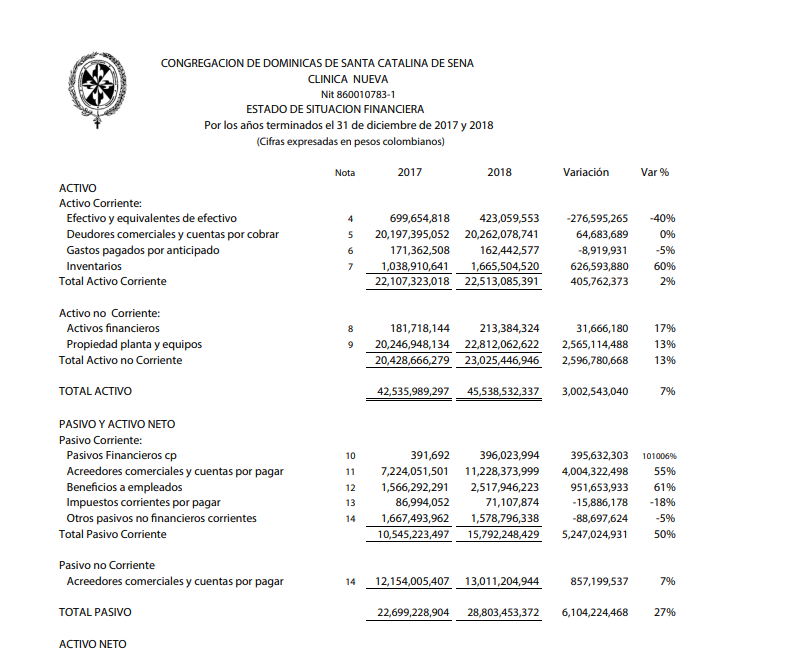 CONGREGACION DE DOMINICAS DE SANTA CATALINA DE SENA
CLINICA NUEVA
Nit 860010783-1
ESTADO DE SITUACION FINANCIERA
Por los años terminados el 31 de diciembre de 2017 y 2018
(Cifras expresadas en pesos colombianos)
Nota 2017 2018 Variación Var %
ACTIVO
Activo Corriente:
Efectivo y equivalentes de efectivo 4 699,654,818 423,059,553 -276,595,265 -40%
Deudores comerciales y cuentas por cobrar 5 20,197,395,052 20,262,078,741 64,683,689 0%
Gastos pagados por anticipado 6 171,362,508 162,442,577 -8,919,931 -5%
Inventarios 7 1,038,910,641 1,665,504,520 626,593,880 60%
Total Activo Corriente 22,107,323,018 22,513,085,391 405,762,373 2%
Activo no Corriente:
Activos financieros 8 181,718,144 213,384,324 31,666,180 17%
Propiedad planta y equipos 9 20,246,948,134 22,812,062,622 2,565,114,488 13%
Total Activo no Corriente 20,428,666,279 23,025,446,946 2,596,780,668 13%
TOTAL ACTIVO 42,535,989,297 45,538,532,337 3,002,543,040 7%
PASIVO Y ACTIVO NETO
Pasivo Corriente:
Pasivos Financieros cp 10 391,692 396,023,994 395,632,303 101006%
Acreedores comerciales y cuentas por pagar 11 7,224,051,501 11,228,373,999 4,004,322,498 55%
Beneficios a empleados 12 1,566,292,291 2,517,946,223 951,653,933 61%
Impuestos corrientes por pagar 13 86,994,052 71,107,874 -15,886,178 -18%
Otros pasivos no financieros corrientes 14 1,667,493,962 1,578,796,338 -88,697,624 -5%
Total Pasivo Corriente 10,545,223,497 15,792,248,429 5,247,024,931 50%
Pasivo no Corriente
Acreedores comerciales y cuentas por pagar 14 12,154,005,407 13,011,204,944 857,199,537 7%
TOTAL PASIVO 22,699,228,904 28,803,453,372 6,104,224,468 27%
ACTIVO NETO